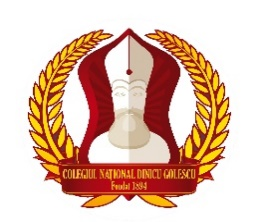 COLEGIUL NAȚIONAL DINICU GOLESCU
Fondat 1894